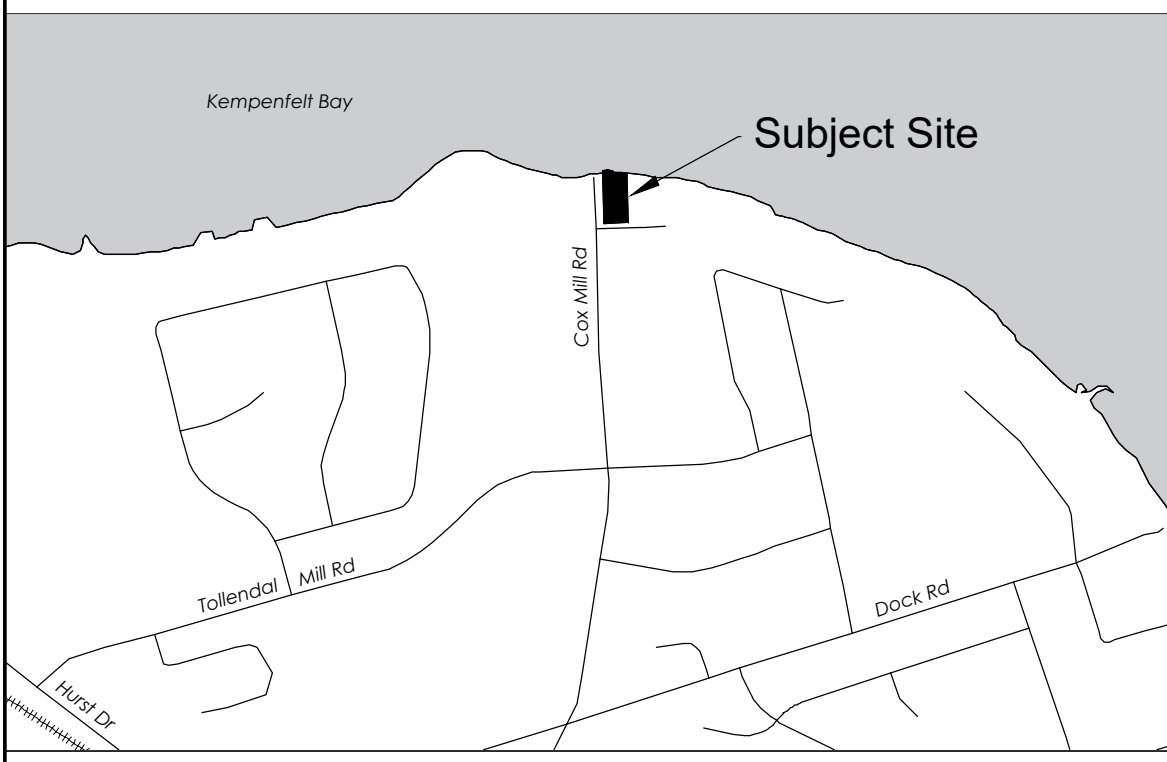 Kempenfelt Bay
Subject Site
Cox Mill Rd
Tollendal Mill Rd
Dock Rd
Hurst Dr